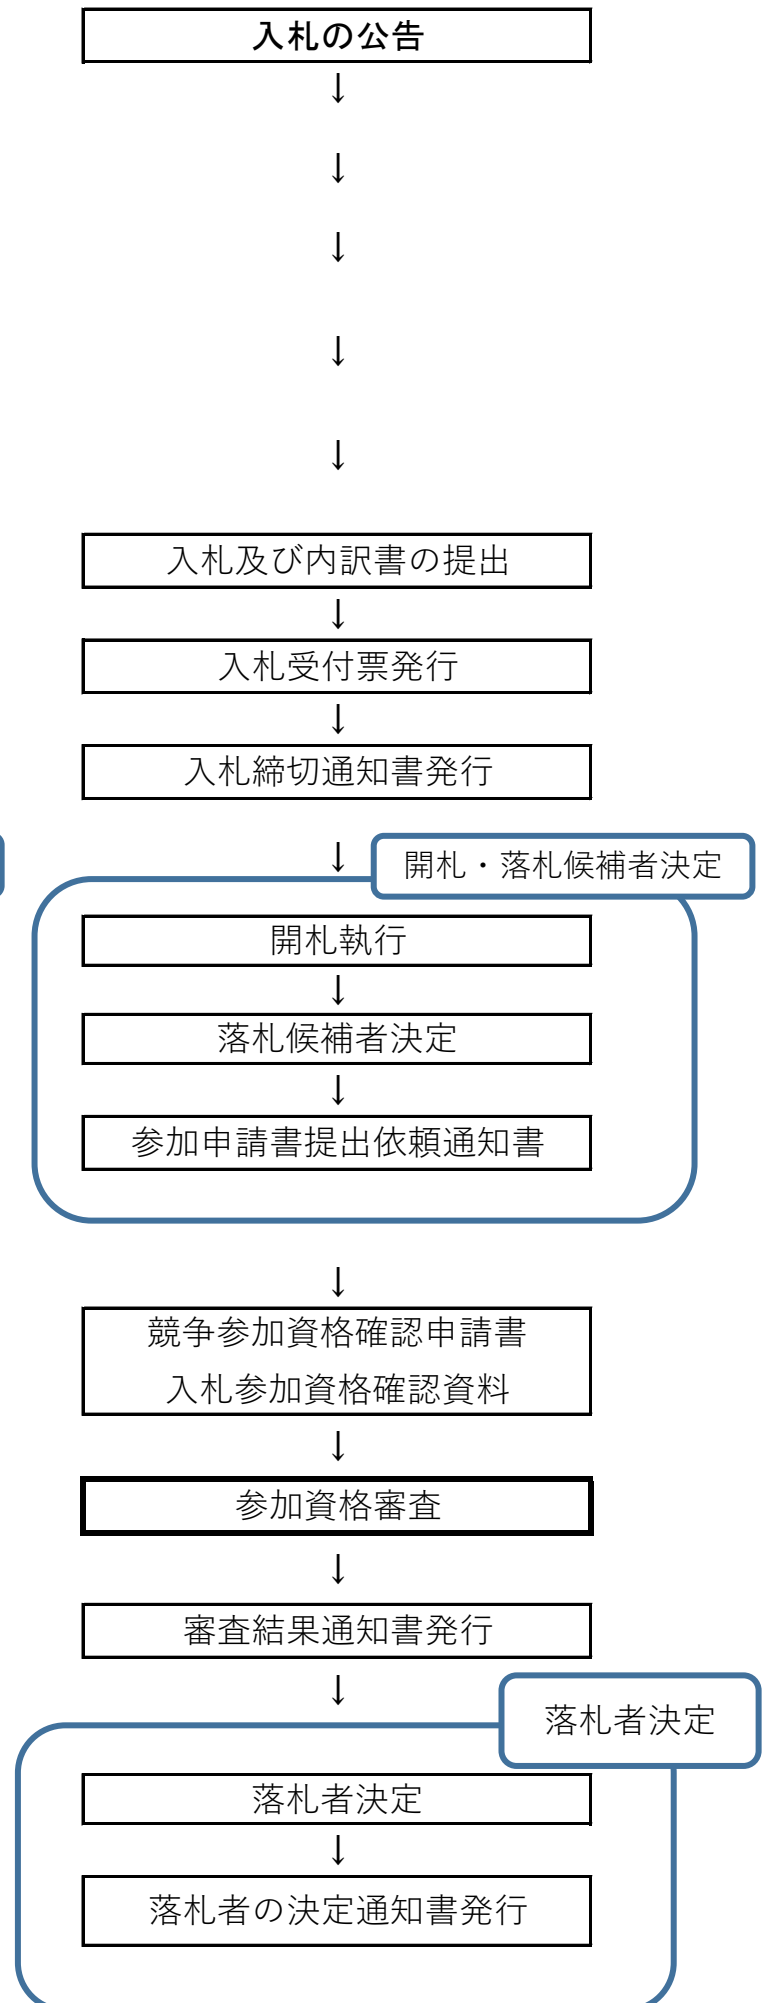 入札の公告
↓
↓
↓
↓
↓
入札及び内訳書の提出
↓
入札受付票発行
↓
入札締切通知書発行
↓
開札・落札候補者決定
開札執行
↓
落札候補者決定
↓
参加申請書提出依頼通知書
↓
競争参加資格確認申請書
入札参加資格確認資料
↓
参加資格審査
↓
審査結果通知書発行
↓
落札者決定
落札者決定
↓
落札者の決定通知書発行